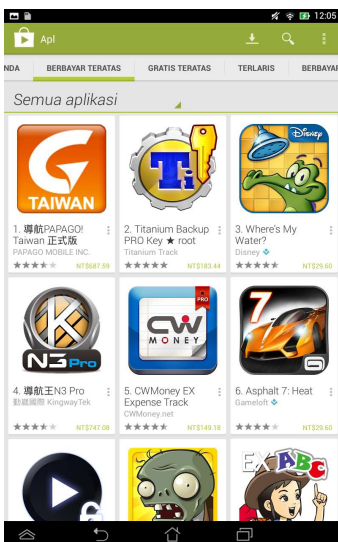 12:05
Apl
NDA BERBAYAR TERATAS GRATIS TERATAS TERLARIS BERBAYAR
Semua aplikasi
TAIWAN
Ti
Disney
1. 導航PAPAGO! Taiwan 正式版
PAPAGO MOBILE INC.
NT$687.59
2. Titanium Backup PRO Key ★ root
Titanium Track
NT$183.44
3. Where's My Water?
Disney
NT$29.60
N3 Pro
PRO
CW
MONEY
7
4. 導航王N3 Pro
動崴國際 KingwayTek
NT$747.08
5. CWMoney EX Expense Track
CWMoney.net
NT$149.18
6. Asphalt 7: Heat
Gameloft
NT$29.60
EX ABC